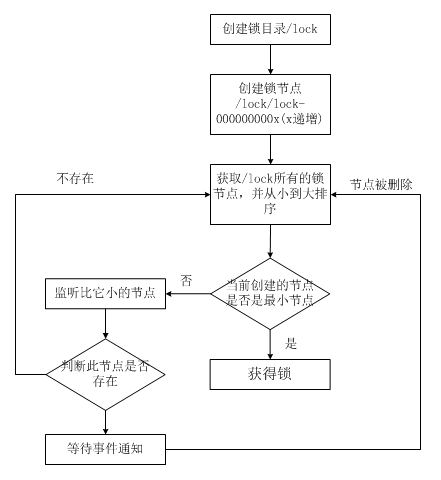 创建锁目录/lock
创建锁节点
/lock/lock-
000000000x(x递增)
获取/lock所有的锁
节点，并从小到大排
序
不存在
节点被删除
当前创建的节点
是否是最小节点
否
监听比它小的节点
是
判断此节点是否
存在
获得锁
等待事件通知